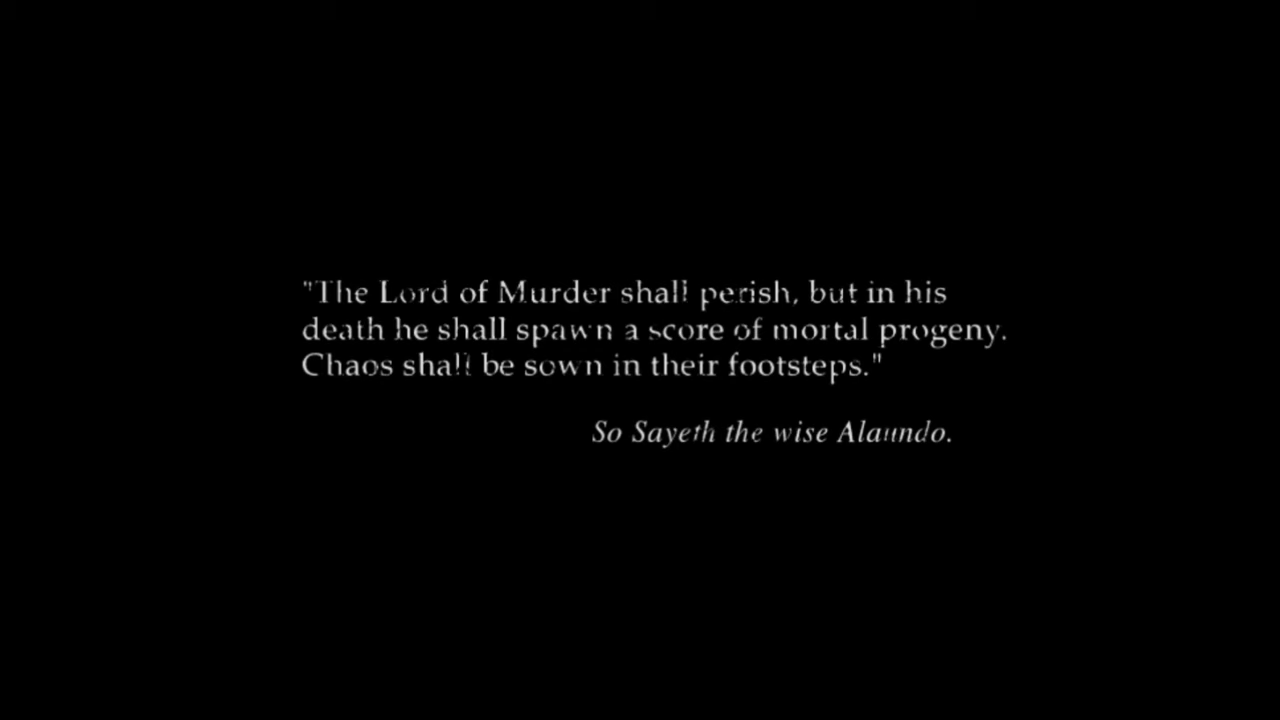 "The Lord of Murder shall perish, but in his
death he shall spawn a score of mortal progeny.
Chaos shall be sown in their footsteps."
So Sayeth the wise Alaundo.